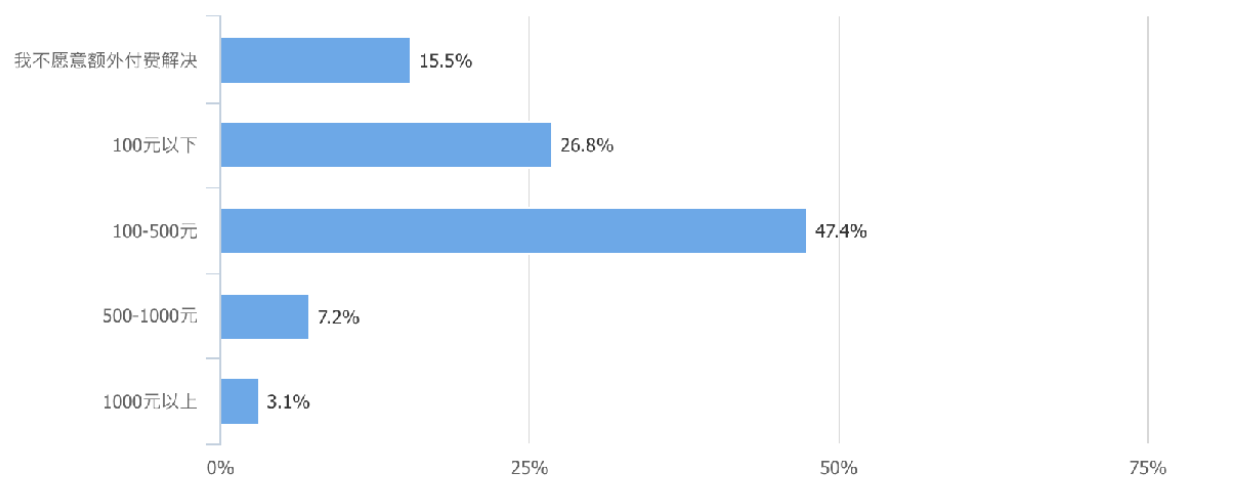 我不愿意额外付费解决 15.5%
100元以下 26.8%
100-500元 47.4%
500-1000元 7.2%
1000元以上 3.1%
0% 25% 50% 75%